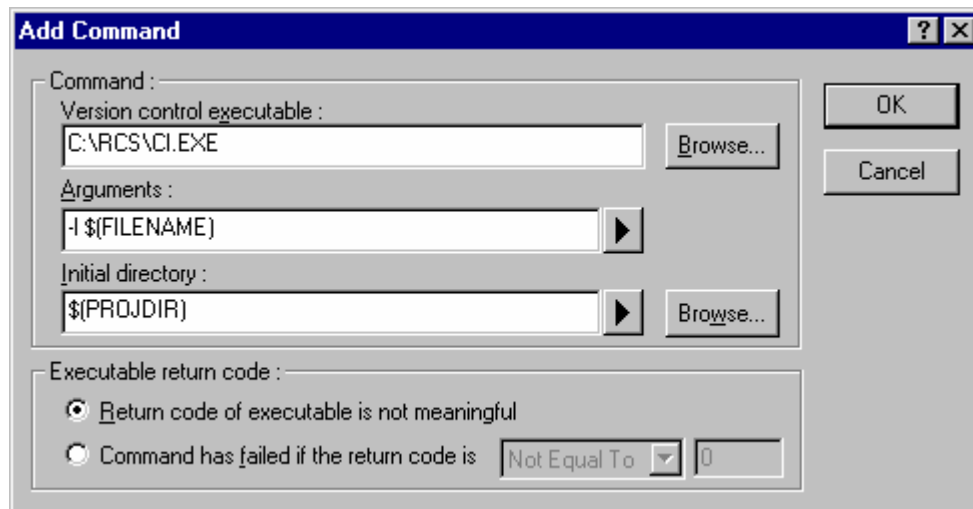 Add Command
Command :
Version control executable :
C:\RCS\CI.EXE
Browse...
Arguments :
-l $(FILENAME)
Initial directory :
$(PROJDIR)
Browse...
OK
Cancel
Executable return code :
Return code of executable is not meaningful
Command has failed if the return code is Not Equal To 0